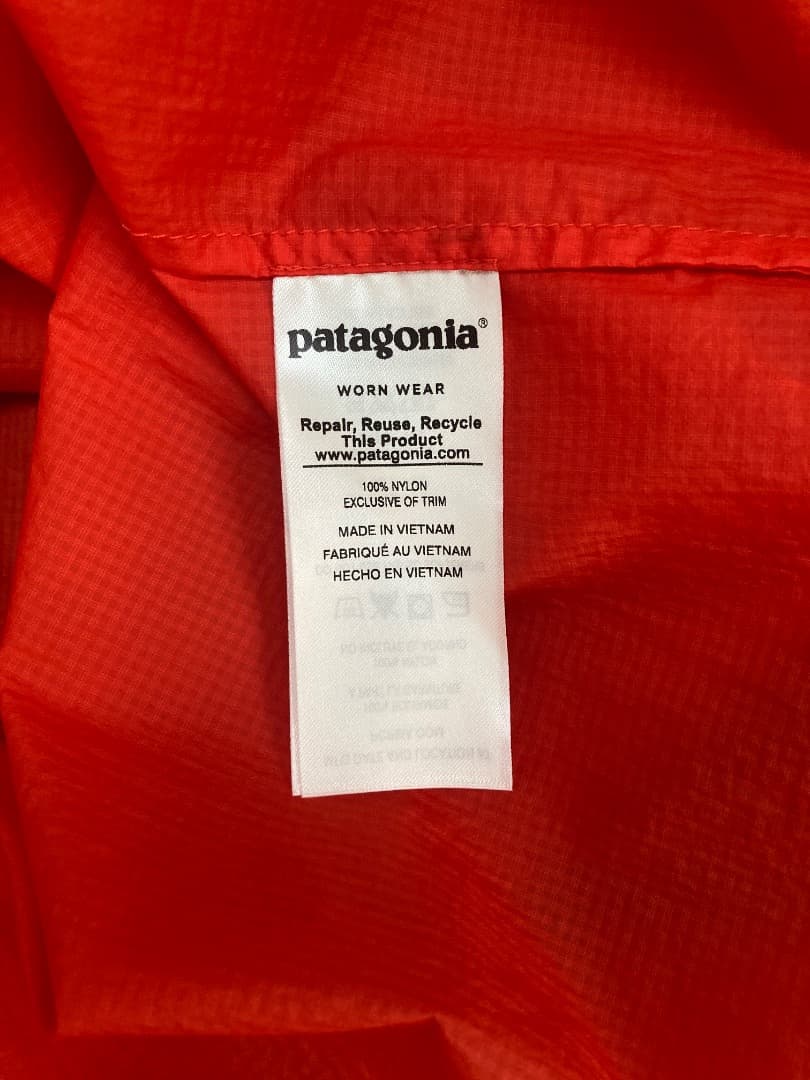 patagonia®
WORN WEAR
Repair, Reuse, Recycle
This Product
www.patagonia.com
100% NYLON
EXCLUSIVE OF TRIM
MADE IN VIETNAM
FABRIQUÉ AU VIETNAM
HECHO EN VIETNAM